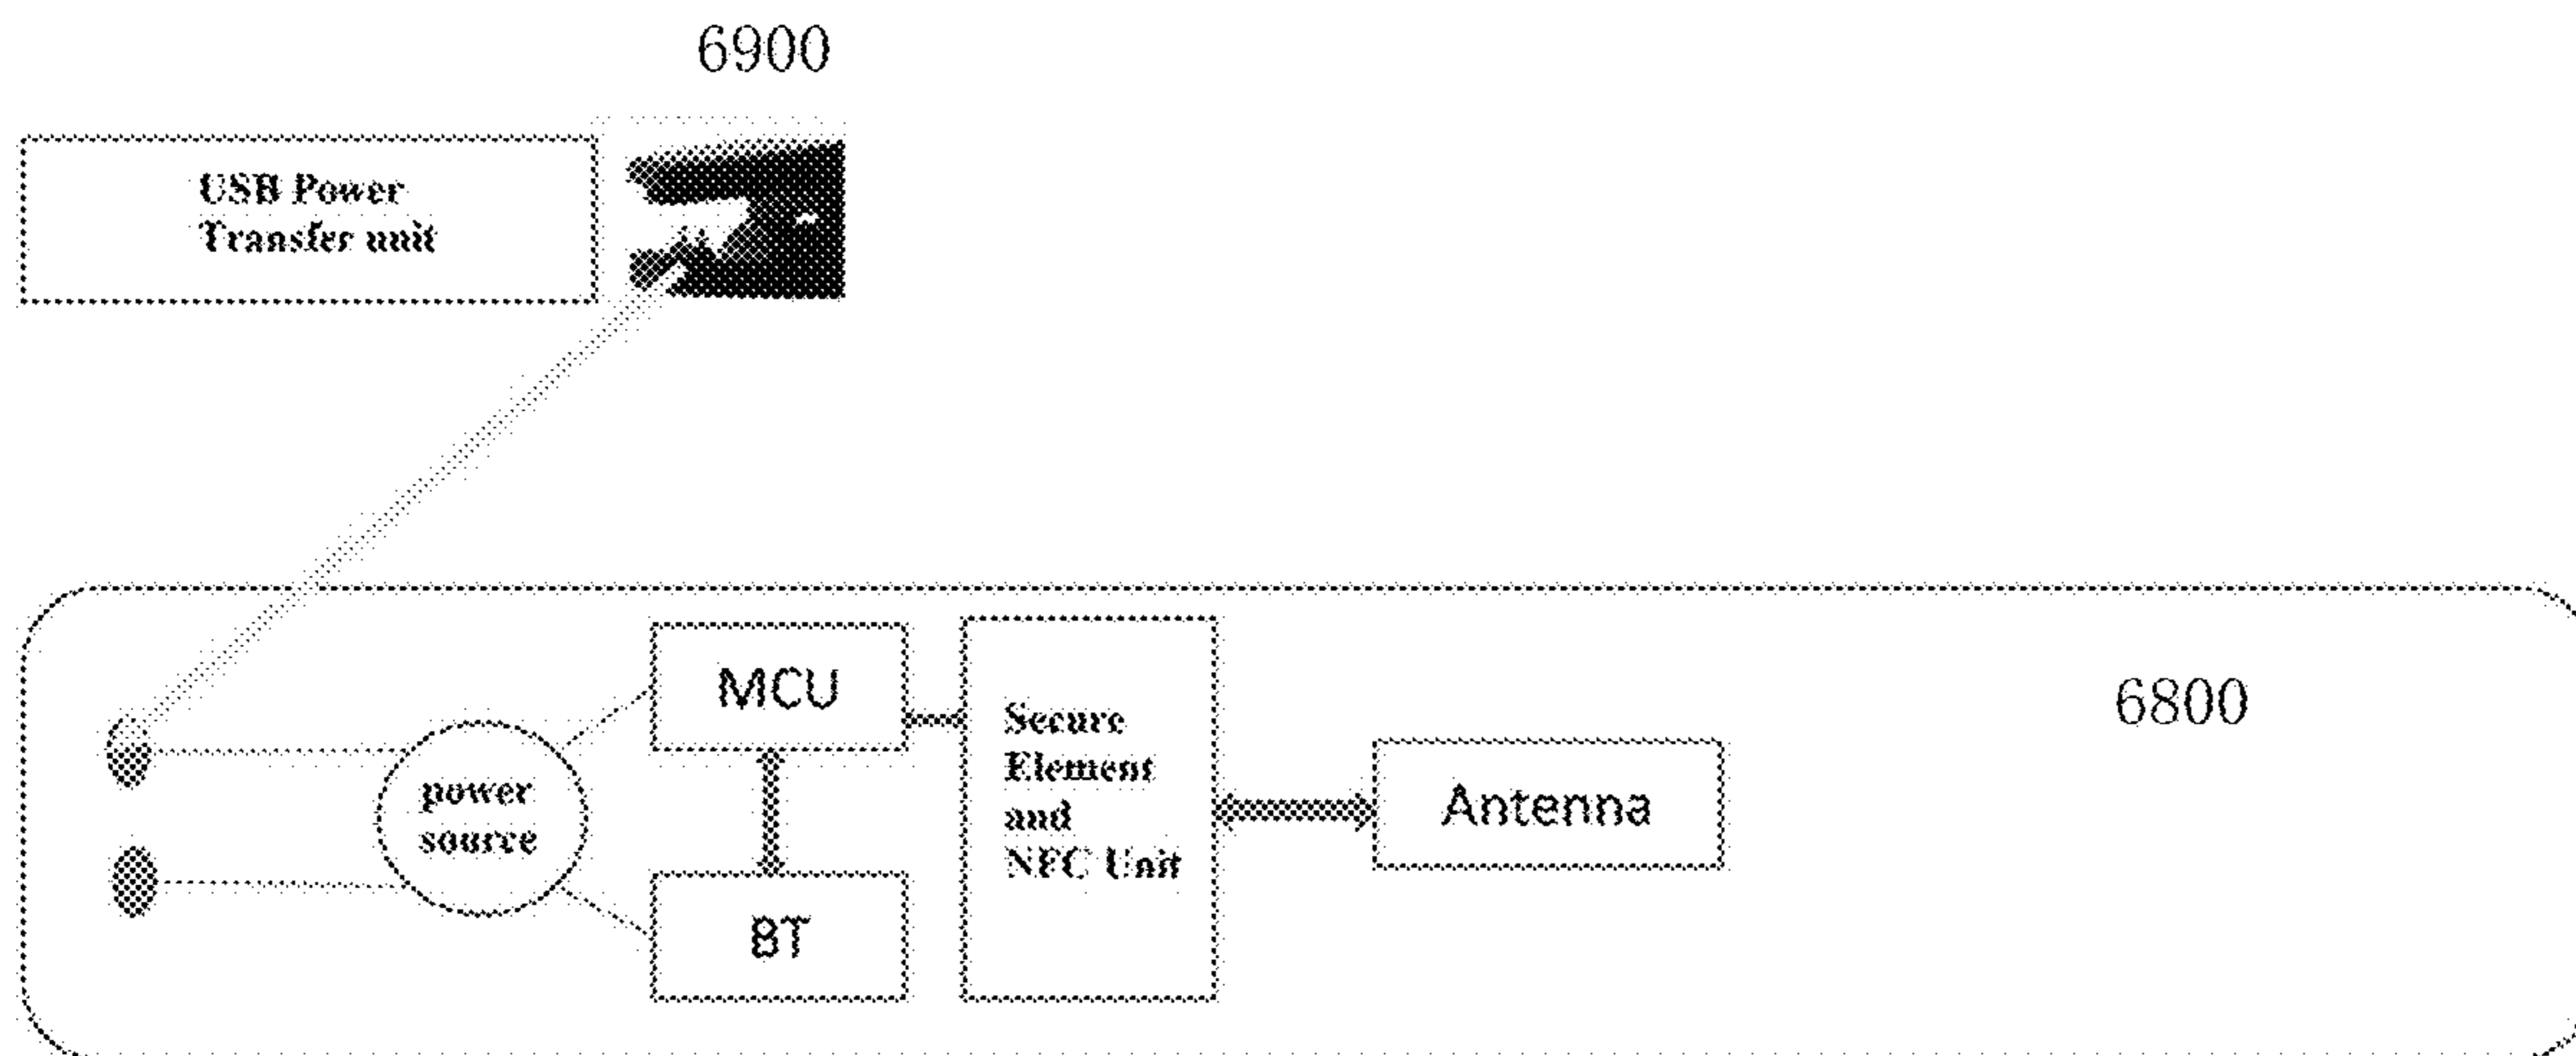 6900
USB Power
Transfer unit
MCU
6800
Secure
Element
and
NFC Unit
Antenna
power
source
BT